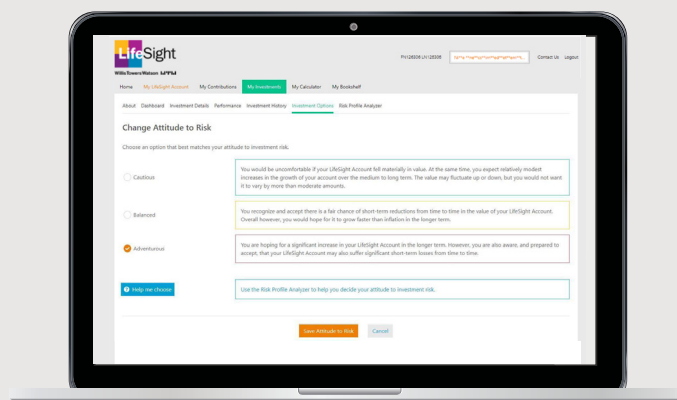 LifeSight
WillisTowersWatson
Contact Us Logout
Home My LifeSight Account My Contributions My Investments My Calculator My Bookshelf
About Dashboard Investment Details Performance Investment History Investment Options Risk Profile Analyzer
Change Attitude to Risk
Choose an option that best matches your attitude to investment risk.
Cautious
You would be uncomfortable if your LifeSight Account fell materially in value. At the same time, you expect relatively modest
increases in the growth of your account over the medium to long term. The value may fluctuate up or down, but you would not want
it to vary by more than moderate amounts.
Balanced
You recognize and accept there is a fair chance of short-term reductions from time to time in the value of your LifeSight Account.
Overall however, you would hope for it to grow faster than inflation in the longer term.
Adventurous
You are hoping for a significant increase in your LifeSight Account in the longer term. However, you are also aware, and prepared to
accept, that your LifeSight Account may also suffer significant short-term losses from time to time.
Help me choose
Use the Risk Profile Analyzer to help you decide your attitude to investment risk.
Save Attitude to Risk Cancel